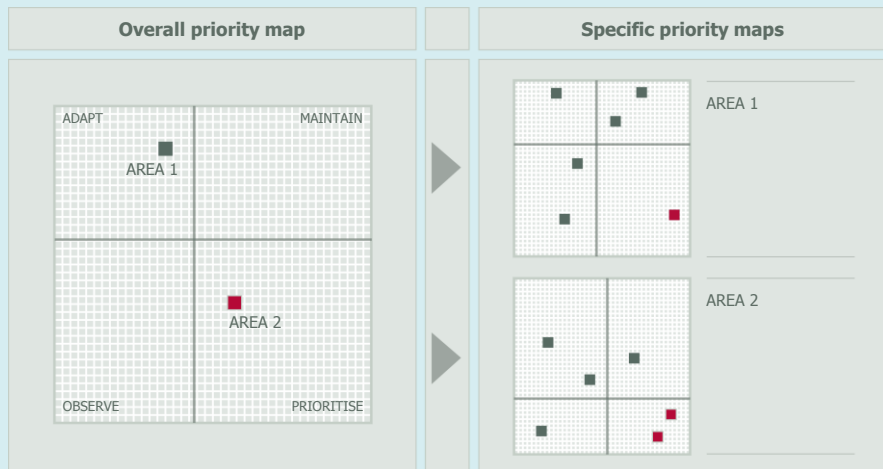 Overall priority map
Specific priority maps
ADAPT
MAINTAIN
AREA 1
AREA 2
OBSERVE
PRIORITISE
AREA 1
AREA 2